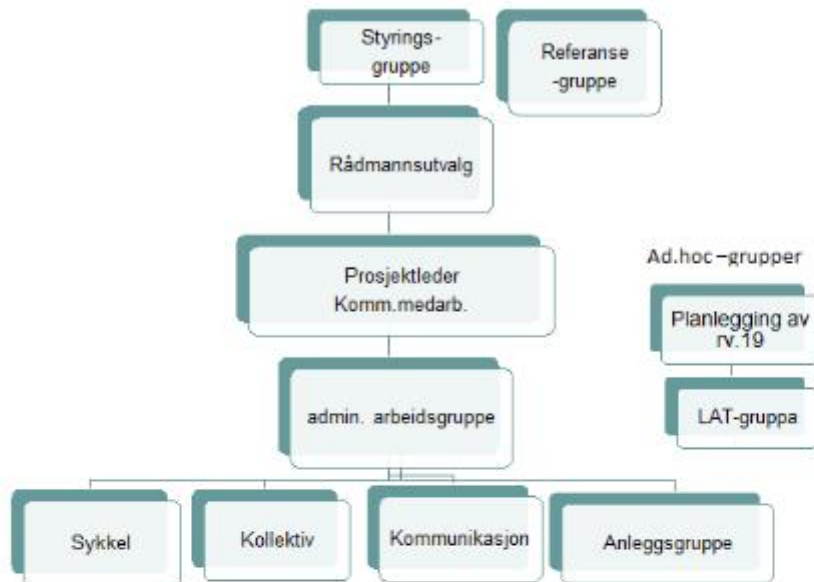 Styrings-
gruppe
Referanse
-gruppe
Rådmannsutvalg
Prosjektleder
Komm.medarb.
Ad.hoc –grupper
Planlegging av
rv.19
admin. arbeidsgruppe
LAT-gruppa
Sykkel
Kollektiv
Kommunikasjon
Anleggsgruppe